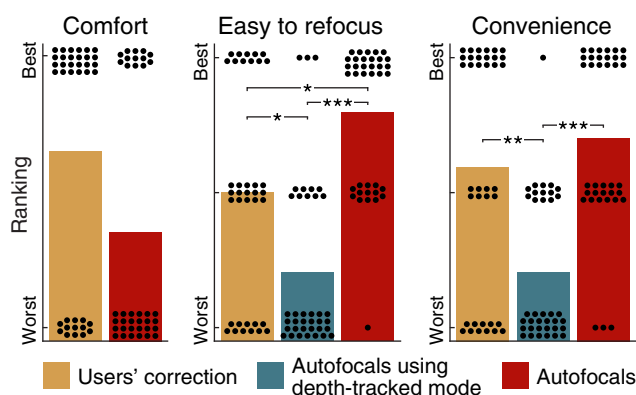 Comfort
Easy to refocus
Convenience
Ranking
Best
Worst
Best
Worst
*
***
*
Best
Worst
**
***
Users' correction
Autofocals using
depth-tracked mode
Autofocals